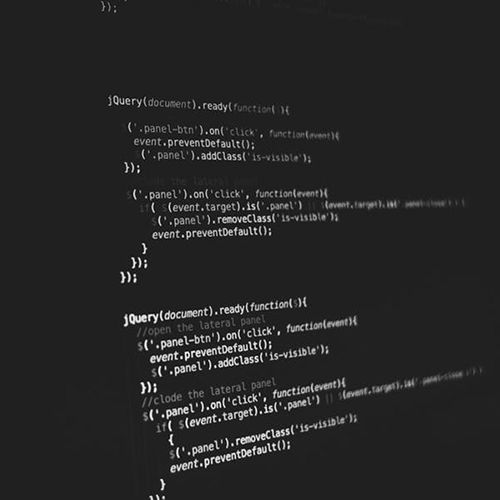 });
jQuery(document).ready(function($){
$('.panel-btn').on('click', function(event){
event.preventDefault();
$('.panel').addClass('is-visible');
});
the lateral panel
$('.panel').on('click', function(event){
if( $(event.target).is('.panel') || $(event.target).is('.panel-close') ) {
$('.panel').removeClass('is-visible');
event.preventDefault();
}
});
});
jQuery(document).ready(function($){
//open the lateral panel
$('.panel-btn').on('click', function(event){
event.preventDefault();
$('.panel').addClass('is-visible');
});
//clode the lateral panel
$('.panel').on('click', function(event){
if( $(event.target).is('.panel') || $(event.target).is('.panel-close') )
{
$('.panel').removeClass('is-visible');
event.preventDefault();
}
});